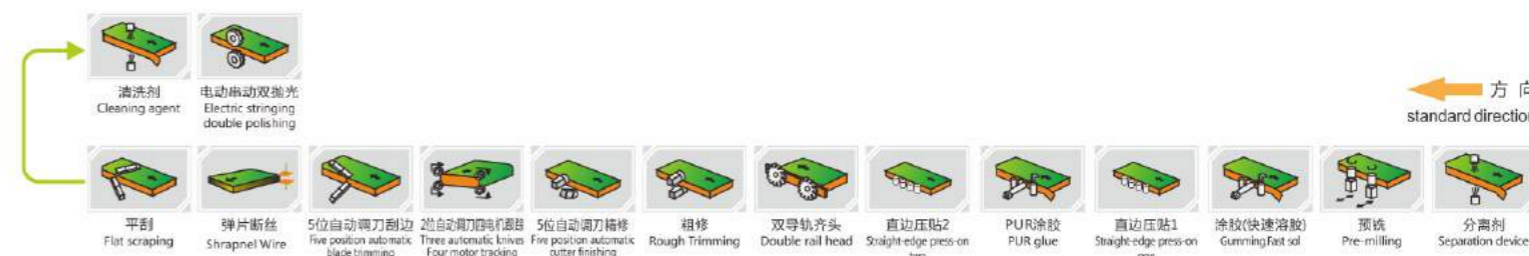 清洗剂
Cleaning agent
电动串动双抛光
Electric stringing
double polishing
方 向
standard direction
平刮
Flat scraping
弹片断丝
Shrapnel Wire
5位自动调刀刮边
Five position automatic
blade trimming
2位自动调刀四电机跟踪
Three automatic knives
Four motor tracking
5位自动调刀精修
Five position automatic
cutter finishing
粗修
Rough Trimming
双导轨齐头
Double rail head
直边压贴2
Straight-edge press-on
two
PUR涂胶
PUR glue
直边压贴1
Straight-edge press-on
one
涂胶(快速溶胶)
Gumming.Fast sol
预铣
Pre-milling
分离剂
Separation device